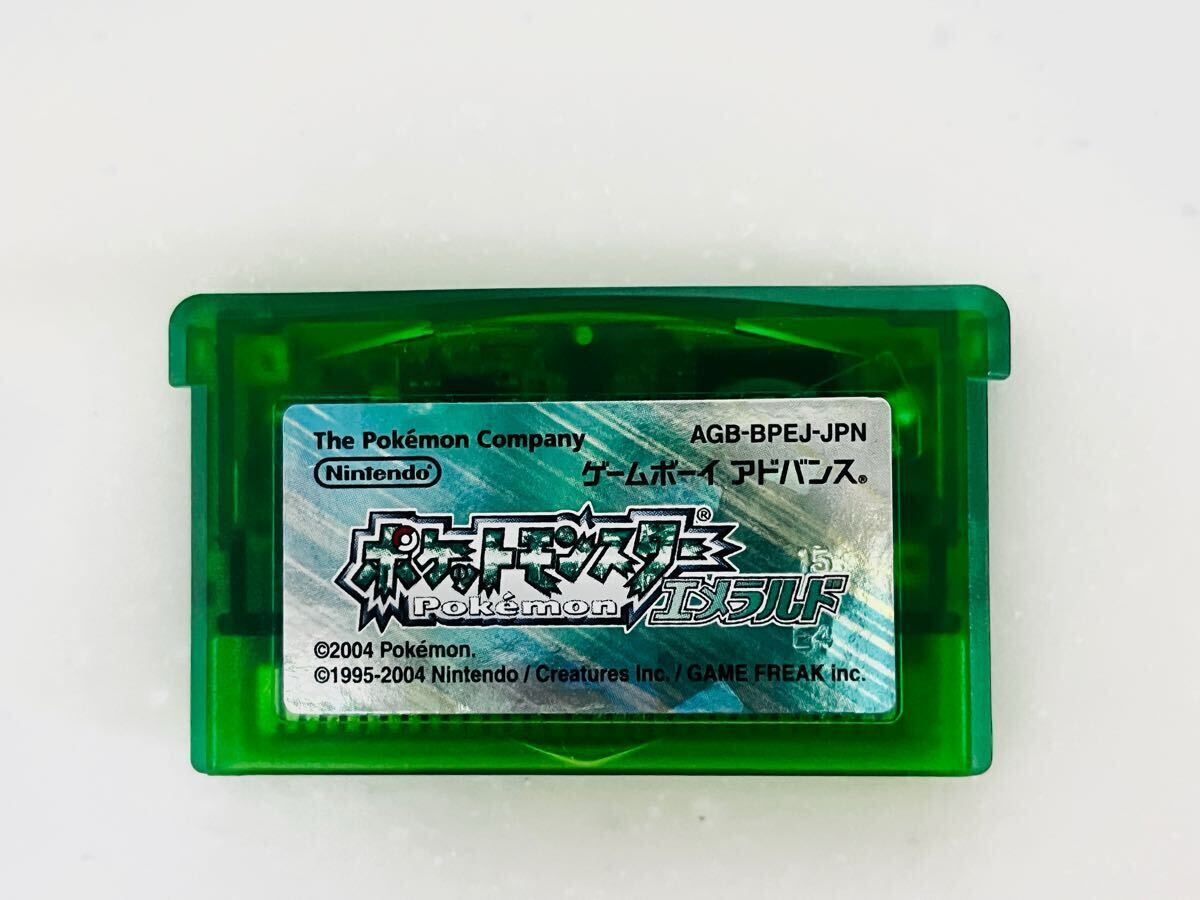 The Pokémon Company
AGB-BPEJ-JPN
Nintendo®
ゲームボーイ アドバンス®
ポケットモンスター®
Pokémon
エメラルド
15
©2004 Pokémon.
©1995-2004 Nintendo / Creatures Inc. / GAME FREAK inc.